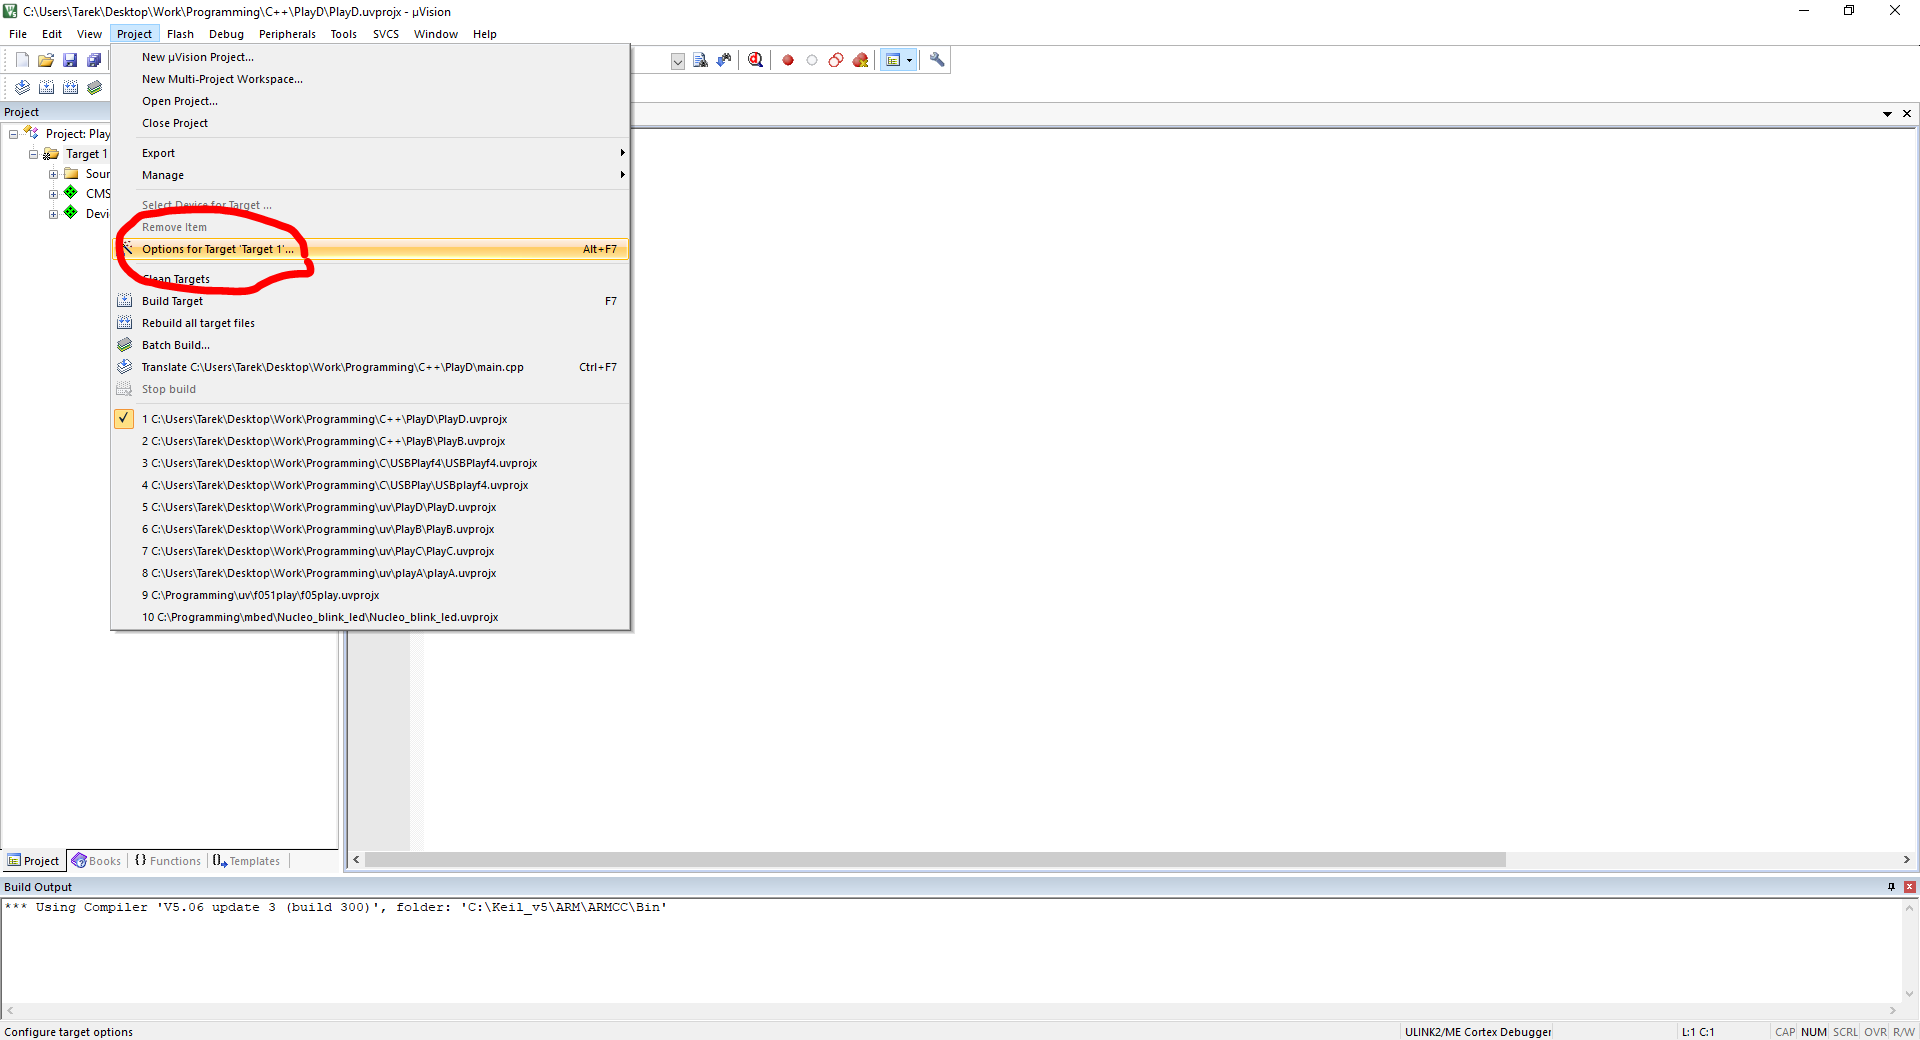 C:\Users\Tarek\Desktop\Work\Programming\C++\PlayD\PlayD.uvprojx - µVision
File Edit View Project Flash Debug Peripherals Tools SVCS Window Help
New µVision Project...
New Multi-Project Workspace...
Open Project...
Close Project
Export
Manage
Select Device for Target ...
Remove Item
Options for Target 'Target 1'... Alt+F7
Clean Targets
Build Target F7
Rebuild all target files
Batch Build...
Translate C:\Users\Tarek\Desktop\Work\Programming\C++\PlayD\main.cpp Ctrl+F7
Stop build
1 C:\Users\Tarek\Desktop\Work\Programming\C++\PlayD\PlayD.uvprojx
2 C:\Users\Tarek\Desktop\Work\Programming\C++\PlayB\PlayB.uvprojx
3 C:\Users\Tarek\Desktop\Work\Programming\C\USBPlayf4\USBPlayf4.uvprojx
4 C:\Users\Tarek\Desktop\Work\Programming\C\USBPlay\USBplayf4.uvprojx
5 C:\Users\Tarek\Desktop\Work\Programming\uv\PlayD\PlayD.uvprojx
6 C:\Users\Tarek\Desktop\Work\Programming\uv\PlayB\PlayB.uvprojx
7 C:\Users\Tarek\Desktop\Work\Programming\uv\PlayC\PlayC.uvprojx
8 C:\Users\Tarek\Desktop\Work\Programming\uv\playA\playA.uvprojx
9 C:\Programming\uv\f051play\f05play.uvprojx
10 C:\Programming\mbed\Nucleo_blink_led\Nucleo_blink_led.uvprojx
Project
Project: Play
Target 1
Sour
CMS
Devi
Project Books {} Functions Templates
Build Output
*** Using Compiler 'V5.06 update 3 (build 300)', folder: 'C:\Keil_v5\ARM\ARMCC\Bin'
Configure target options ULINK2/ME Cortex Debugger L:1 C:1 CAP NUM SCRL OVR R/W